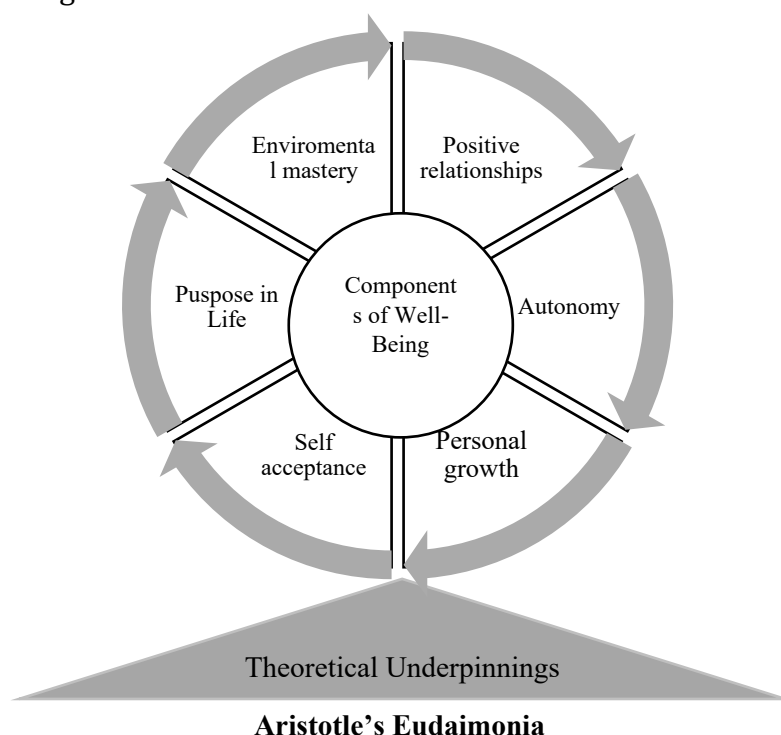 Enviromenta
l mastery
Positive
relationships
Puspose in
Life
Component
s of Well-
Being
Autonomy
Self
acceptance
Personal
growth
Theoretical Underpinnings
Aristotle's Eudaimonia